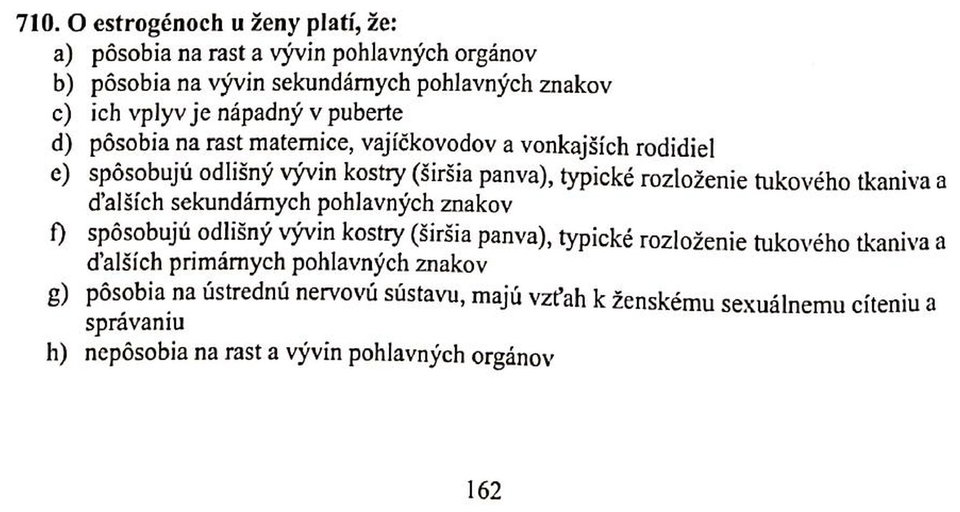 710. O estrogénoch u ženy platí, že:
a) pôsobia na rast a vývin pohlavných orgánov
b) pôsobia na vývin sekundárnych pohlavných znakov
c) ich vplyv je nápadný v puberte
d) pôsobia na rast maternice, vajíčkovodov a vonkajších rodidiel
e) spôsobujú odlišný vývin kostry (širšia panva), typické rozloženie tukového tkaniva a
ďalších sekundárnych pohlavných znakov
f) spôsobujú odlišný vývin kostry (širšia panva), typické rozloženie tukového tkaniva a
ďalších primárnych pohlavných znakov
g) pôsobia na ústrednú nervovú sústavu, majú vzťah k ženskému sexuálnemu cíteniu a
správaniu
h) nepôsobia na rast a vývin pohlavných orgánov
162